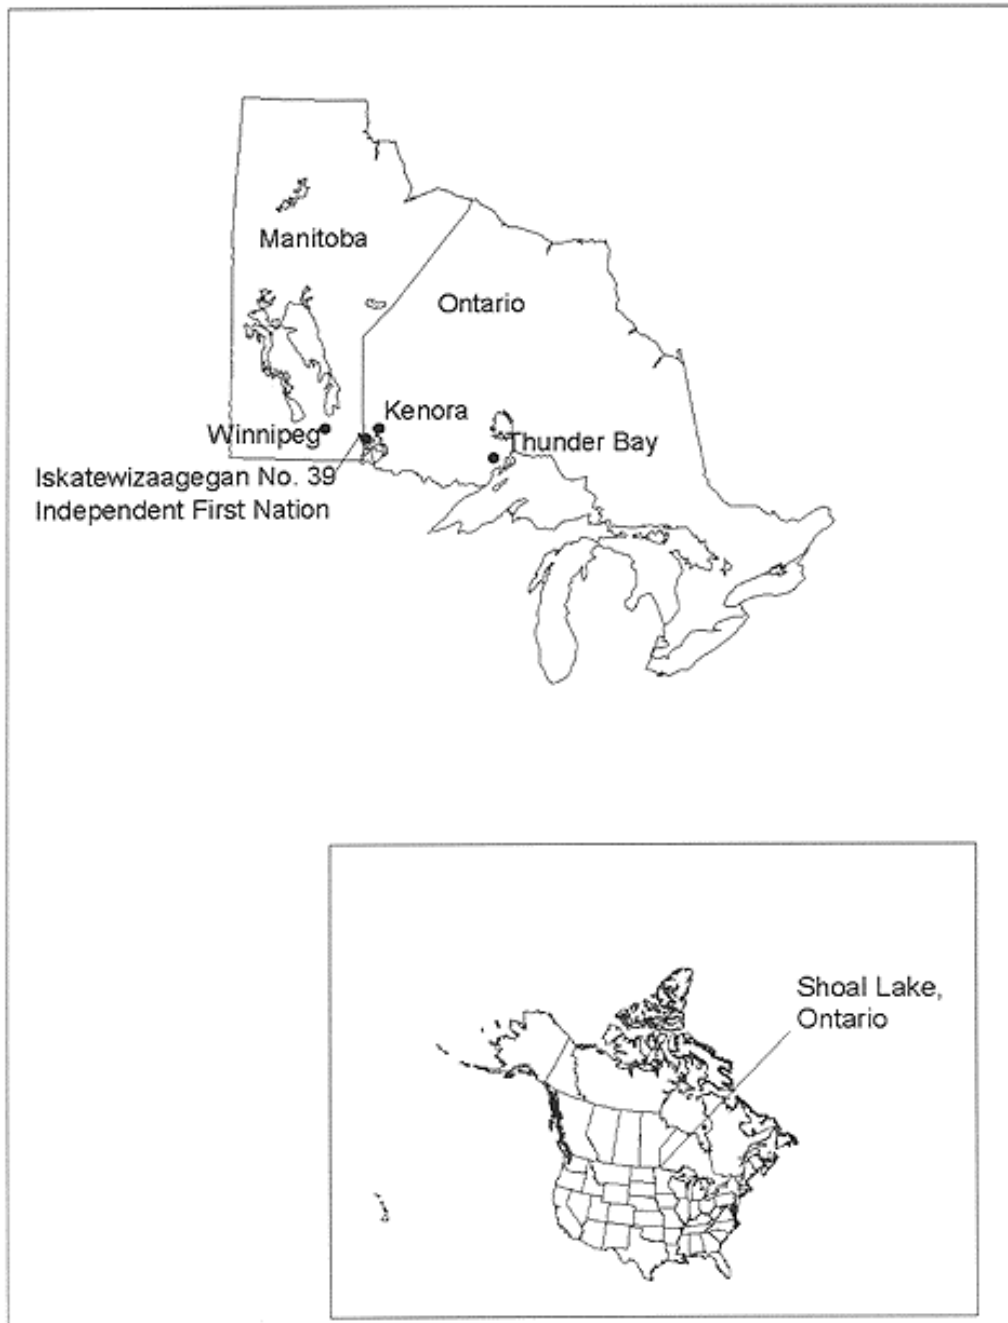 Manitoba
Ontario
Kenora
Winnipeg
Thunder Bay
Iskatewizaagegan No. 39
Independent First Nation
Shoal Lake,
Ontario